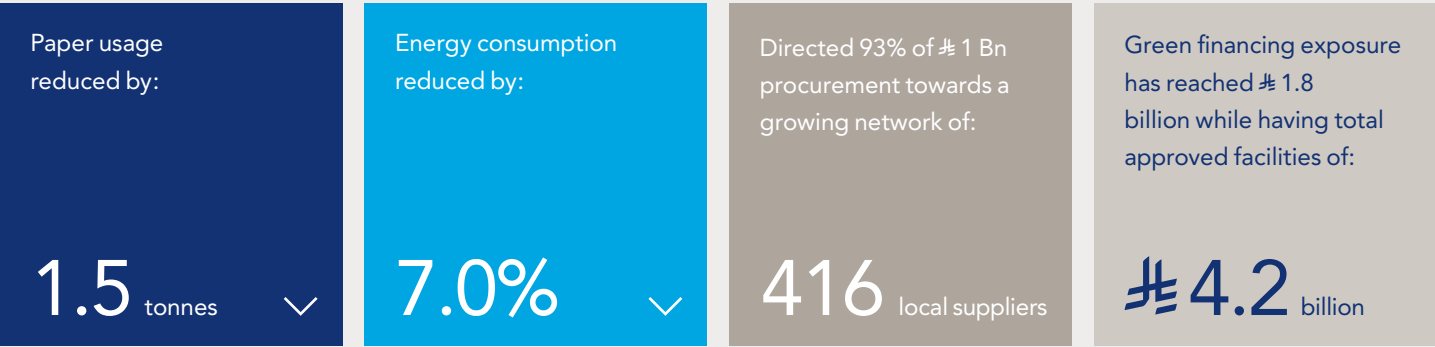 Paper usage
reduced by:
1.5 tonnes
Energy consumption
reduced by:
7.0%
Directed 93% of ⃁ 1 Bn
procurement towards a
growing network of:
416 local suppliers
Green financing exposure
has reached ⃁ 1.8
billion while having total
approved facilities of:
⃁ 4.2 billion